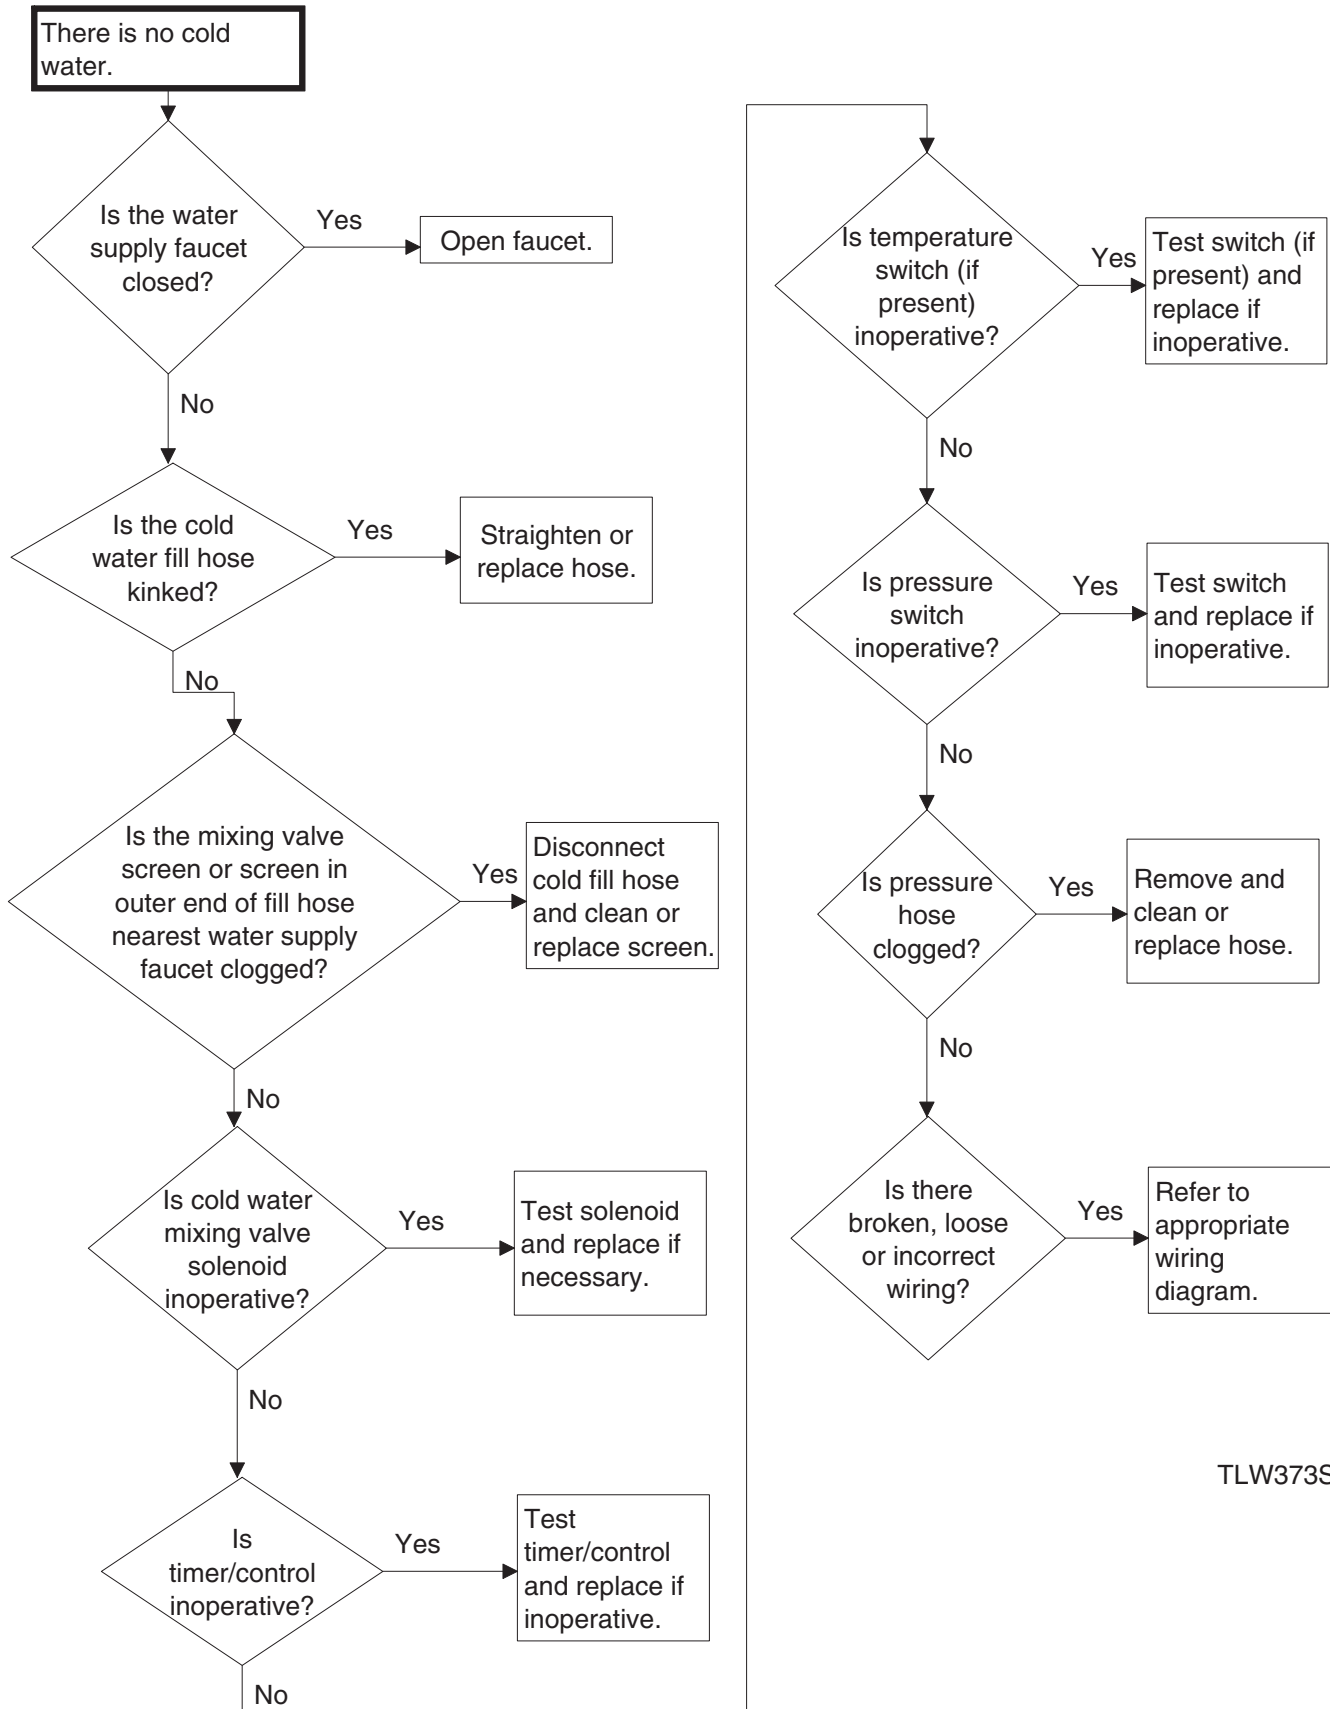 There is no cold
water.
Is the water
supply faucet
closed?
Yes
Open faucet.
No
Is the cold
water fill hose
kinked?
Yes
Straighten or
replace hose.
No
Is the mixing valve
screen or screen in
outer end of fill hose
nearest water supply
faucet clogged?
Yes
Disconnect
cold fill hose
and clean or
replace screen.
No
Is cold water
mixing valve
solenoid
inoperative?
Yes
Test solenoid
and replace if
necessary.
No
Is
timer/control
inoperative?
Yes
Test
timer/control
and replace if
inoperative.
No
Is temperature
switch (if
present)
inoperative?
Yes
Test switch (if
present) and
replace if
inoperative.
No
Is pressure
switch
inoperative?
Yes
Test switch
and replace if
inoperative.
No
Is pressure
hose
clogged?
Yes
Remove and
clean or
replace hose.
No
Is there
broken, loose
or incorrect
wiring?
Yes
Refer to
appropriate
wiring
diagram.
TLW373S